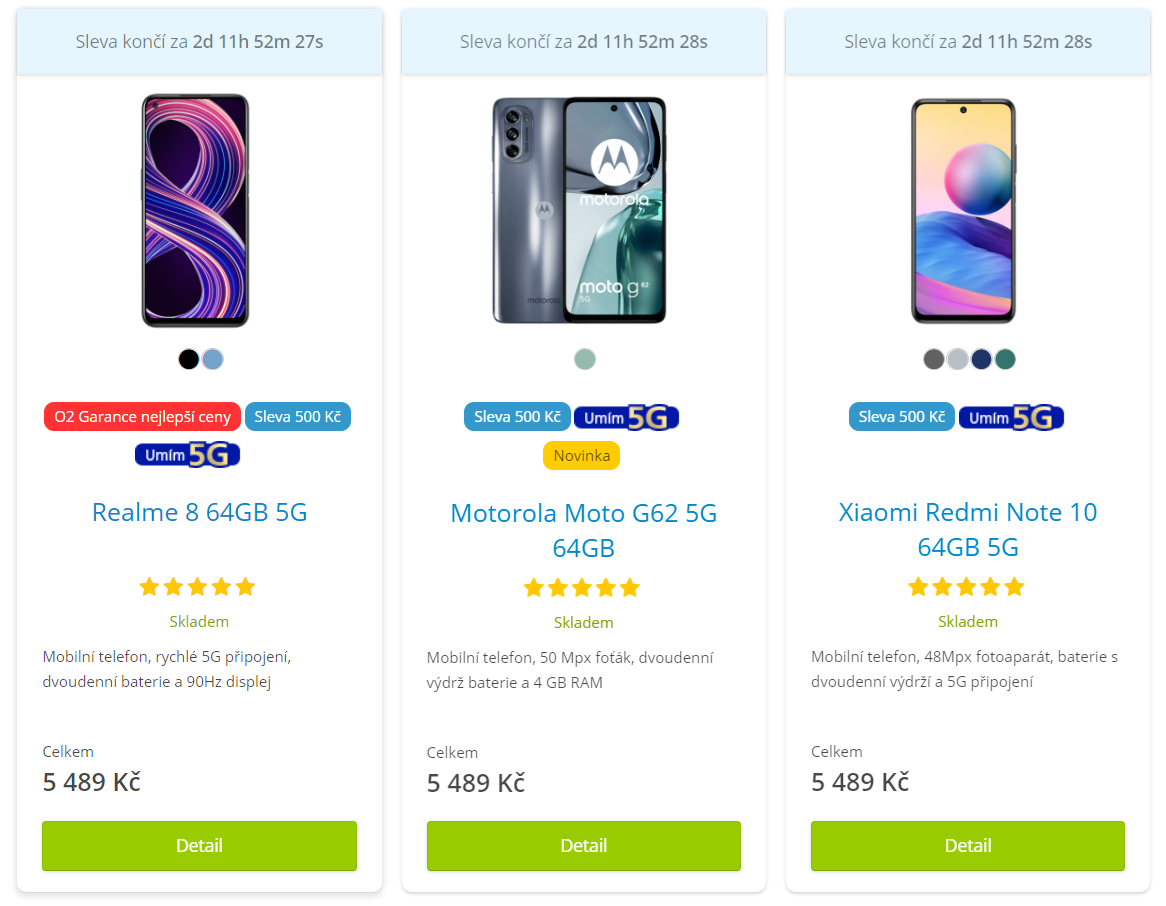 Sleva končí za 2d 11h 52m 27s
O2 Garance nejlepší ceny
Sleva 500 Kč
Umím 5G
Realme 8 64GB 5G
Skladem
Mobilní telefon, rychlé 5G připojení,
dvoudenní baterie a 90Hz displej
Celkem
5 489 Kč
Detail
Sleva končí za 2d 11h 52m 28s
motorola
motorola
moto g 62
5G
Sleva 500 Kč
Umím 5G
Novinka
Motorola Moto G62 5G
64GB
Skladem
Mobilní telefon, 50 Mpx foťák, dvoudenní
výdrž baterie a 4 GB RAM
Celkem
5 489 Kč
Detail
Sleva končí za 2d 11h 52m 28s
Sleva 500 Kč
Umím 5G
Xiaomi Redmi Note 10
64GB 5G
Skladem
Mobilní telefon, 48Mpx fotoaparát, baterie s
dvoudenní výdrží a 5G připojení
Celkem
5 489 Kč
Detail